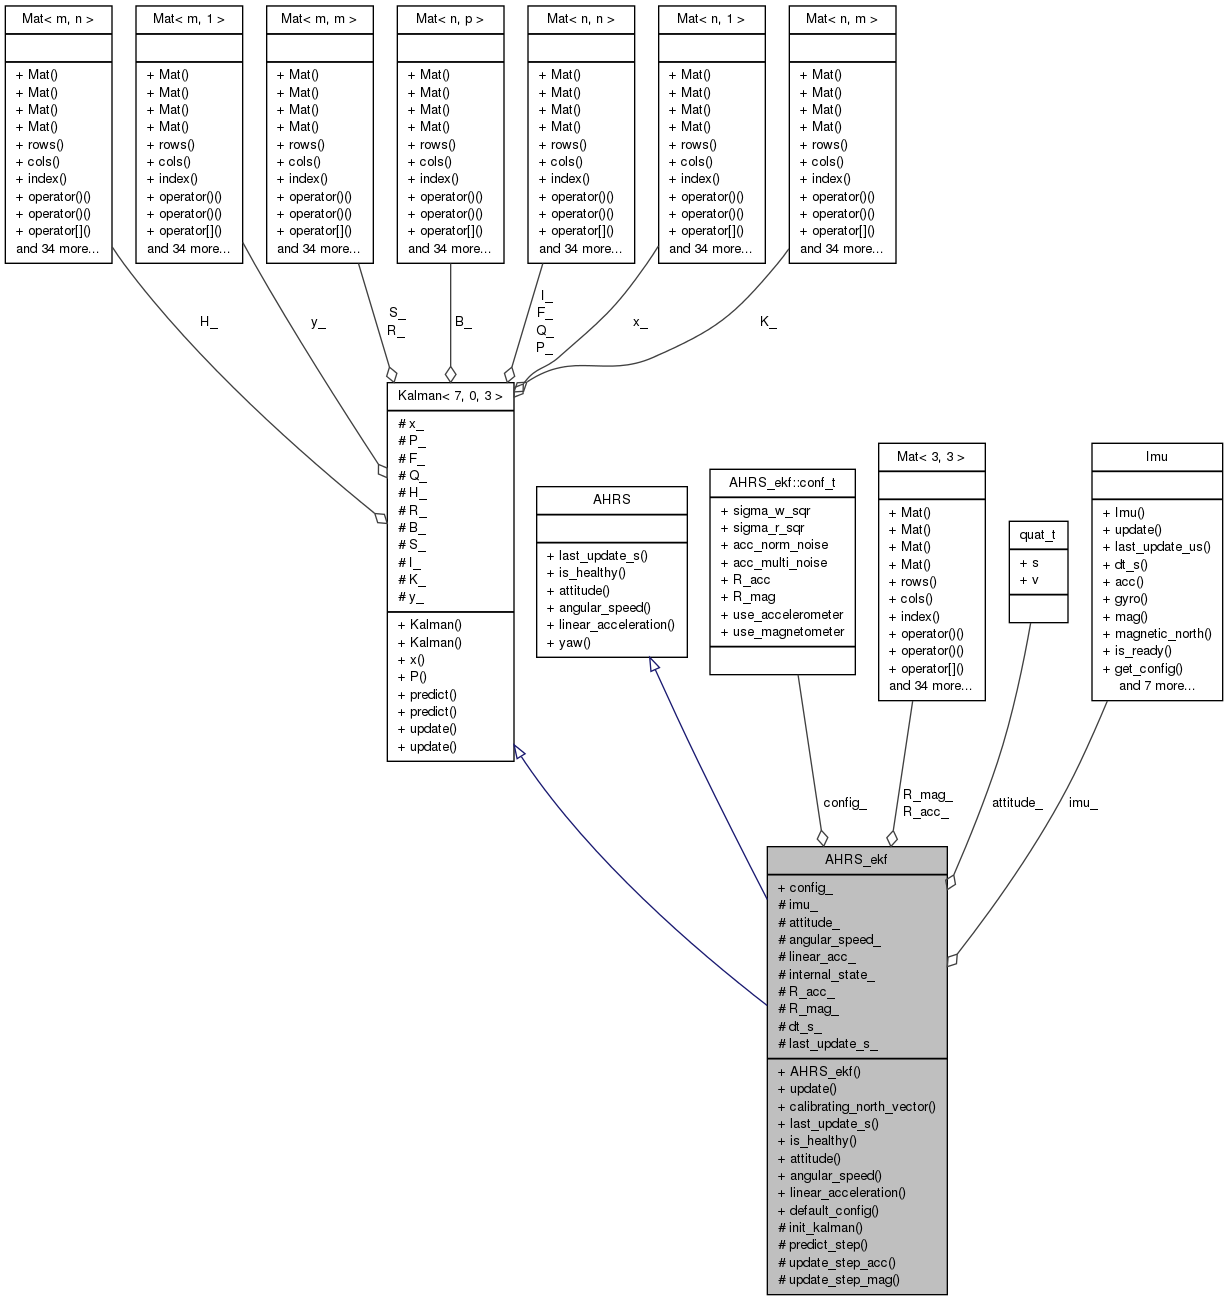 Mat< m, n >
+ Mat()
+ Mat()
+ Mat()
+ Mat()
+ rows()
+ cols()
+ index()
+ operator()()
+ operator()()
+ operator[]()
and 34 more...
Mat< m, 1 >
+ Mat()
+ Mat()
+ Mat()
+ Mat()
+ rows()
+ cols()
+ index()
+ operator()()
+ operator()()
+ operator[]()
and 34 more...
Mat< m, m >
+ Mat()
+ Mat()
+ Mat()
+ Mat()
+ rows()
+ cols()
+ index()
+ operator()()
+ operator()()
+ operator[]()
and 34 more...
Mat< n, p >
+ Mat()
+ Mat()
+ Mat()
+ Mat()
+ rows()
+ cols()
+ index()
+ operator()()
+ operator()()
+ operator[]()
and 34 more...
Mat< n, n >
+ Mat()
+ Mat()
+ Mat()
+ Mat()
+ rows()
+ cols()
+ index()
+ operator()()
+ operator()()
+ operator[]()
and 34 more...
Mat< n, 1 >
+ Mat()
+ Mat()
+ Mat()
+ Mat()
+ rows()
+ cols()
+ index()
+ operator()()
+ operator()()
+ operator[]()
and 34 more...
Mat< n, m >
+ Mat()
+ Mat()
+ Mat()
+ Mat()
+ rows()
+ cols()
+ index()
+ operator()()
+ operator()()
+ operator[]()
and 34 more...
H_
y_
S_
R_
B_
I_
F_
Q_
P_
x_
K_
Kalman< 7, 0, 3 >
# x_
# P_
# F_
# Q_
# H_
# R_
# B_
# S_
# I_
# K_
# y_
+ Kalman()
+ Kalman()
+ x()
+ P()
+ predict()
+ predict()
+ update()
+ update()
AHRS
+ last_update_s()
+ is_healthy()
+ attitude()
+ angular_speed()
+ linear_acceleration()
+ yaw()
AHRS_ekf::conf_t
+ sigma_w_sqr
+ sigma_r_sqr
+ acc_norm_noise
+ acc_multi_noise
+ R_acc
+ R_mag
+ use_accelerometer
+ use_magnetometer
Mat< 3, 3 >
+ Mat()
+ Mat()
+ Mat()
+ Mat()
+ rows()
+ cols()
+ index()
+ operator()()
+ operator()()
+ operator[]()
and 34 more...
quat_t
+ s
+ v
Imu
+ Imu()
+ update()
+ last_update_us()
+ dt_s()
+ acc()
+ gyro()
+ mag()
+ magnetic_north()
+ is_ready()
+ get_config()
and 7 more...
config_
R_mag_
R_acc_
attitude_
imu_
AHRS_ekf
+ config_
# imu_
# attitude_
# angular_speed_
# linear_acc_
# internal_state_
# R_acc_
# R_mag_
# dt_s_
# last_update_s_
+ AHRS_ekf()
+ update()
+ calibrating_north_vector()
+ last_update_s()
+ is_healthy()
+ attitude()
+ angular_speed()
+ linear_acceleration()
+ default_config()
# init_kalman()
# predict_step()
# update_step_acc()
# update_step_mag()